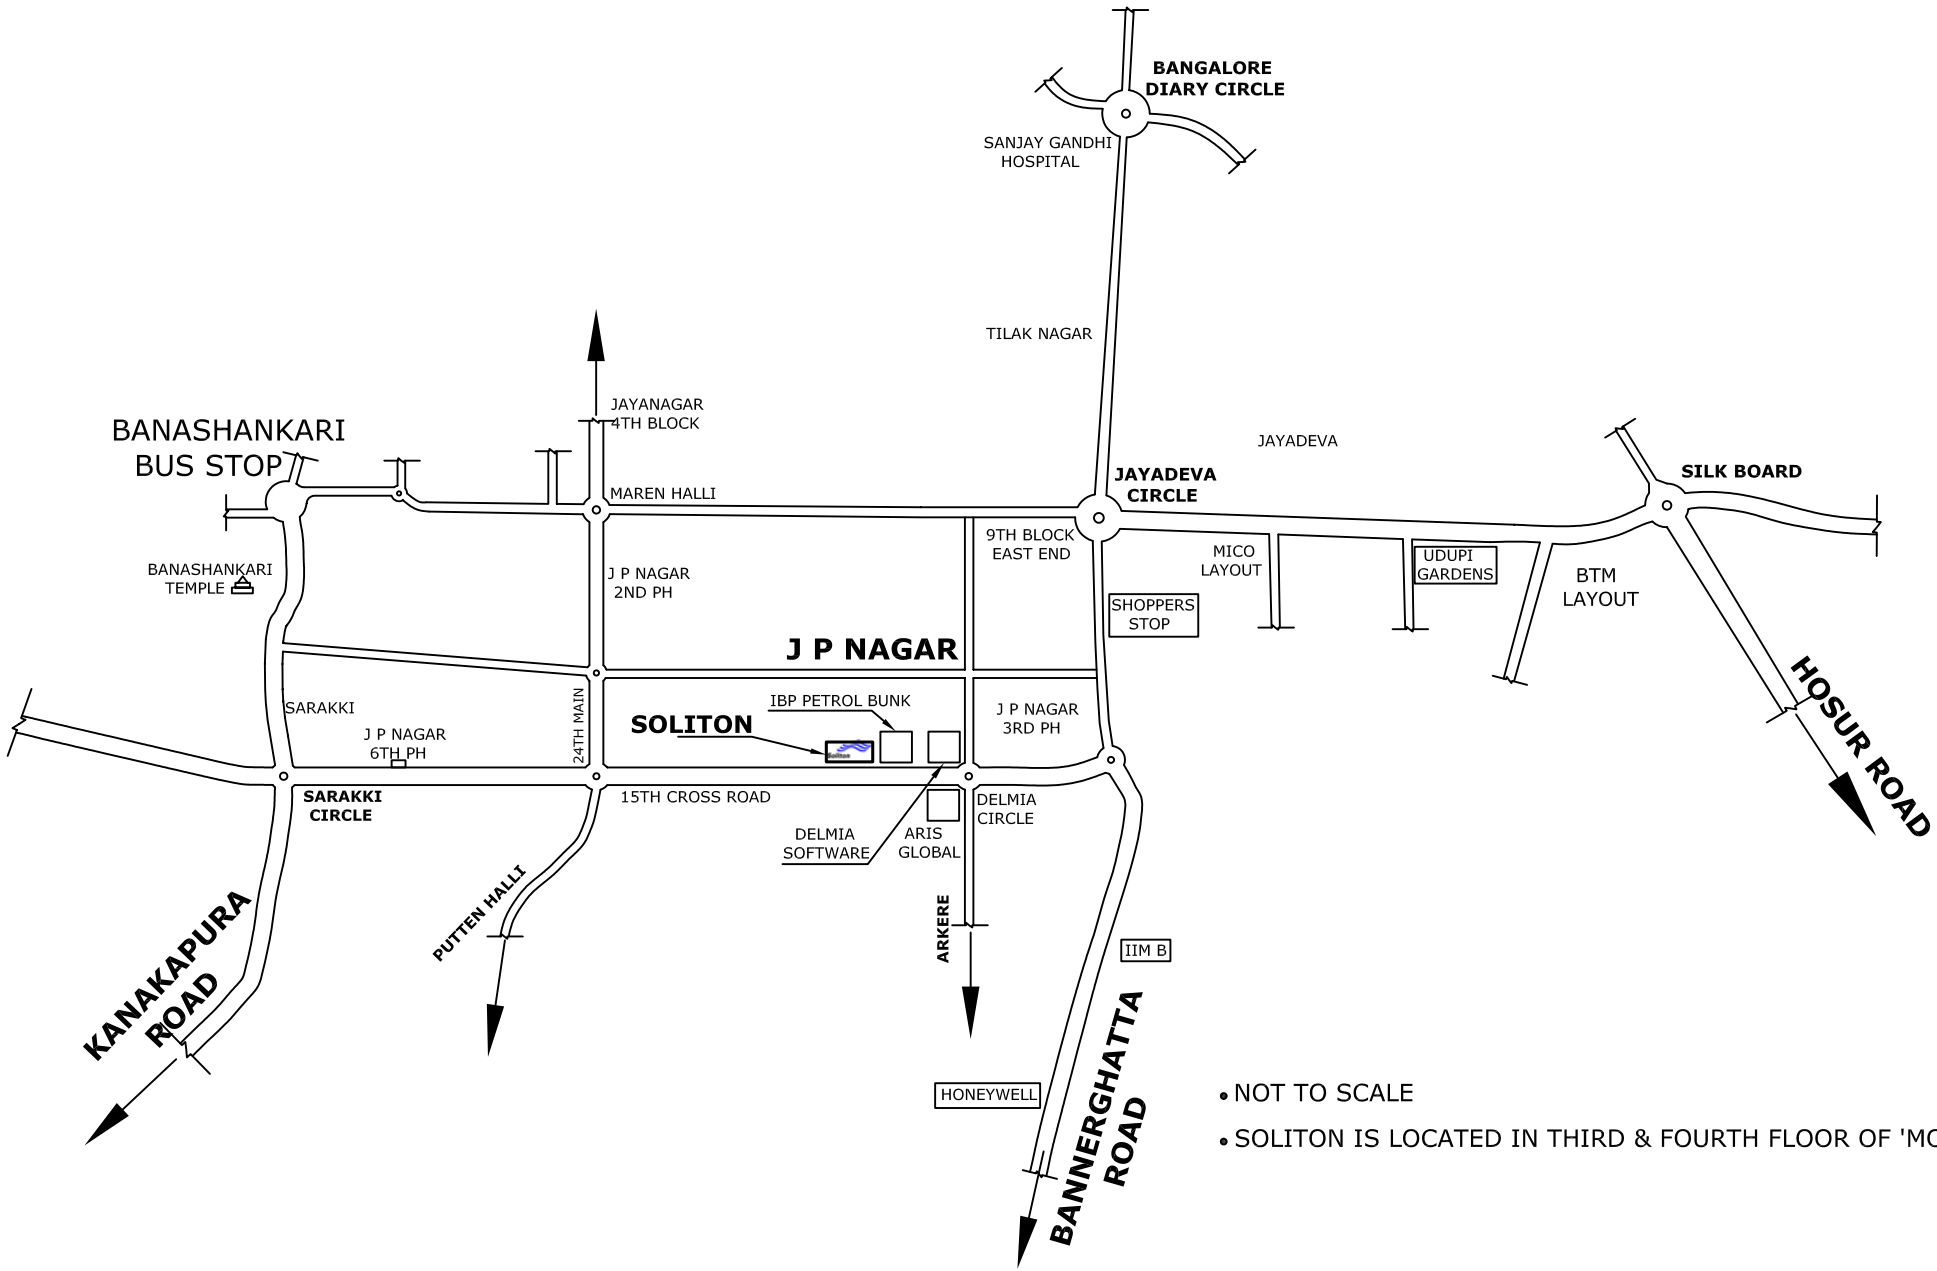 BANGALORE
DIARY CIRCLE
SANJAY GANDHI
HOSPITAL
TILAK NAGAR
JAYANAGAR
4TH BLOCK
BANASHANKARI
BUS STOP
JAYADEVA
JAYADEVA
CIRCLE
SILK BOARD
MAREN HALLI
9TH BLOCK
EAST END
MICO
LAYOUT
UDUPI
GARDENS
BTM
LAYOUT
BANASHANKARI
TEMPLE
J P NAGAR
2ND PH
SHOPPERS
STOP
J P NAGAR
HOSUR ROAD
SARAKKI
J P NAGAR
6TH PH
24TH MAIN
SOLITON
IBP PETROL BUNK
Soliton
J P NAGAR
3RD PH
SARAKKI
CIRCLE
15TH CROSS ROAD
DELMIA
CIRCLE
DELMIA
SOFTWARE
ARIS
GLOBAL
PUTTEN HALLI
ARKERE
KANAKAPURA
ROAD
IIM B
BANNERGHATTA
ROAD
HONEYWELL
• NOT TO SCALE
• SOLITON IS LOCATED IN THIRD & FOURTH FLOOR OF 'MO